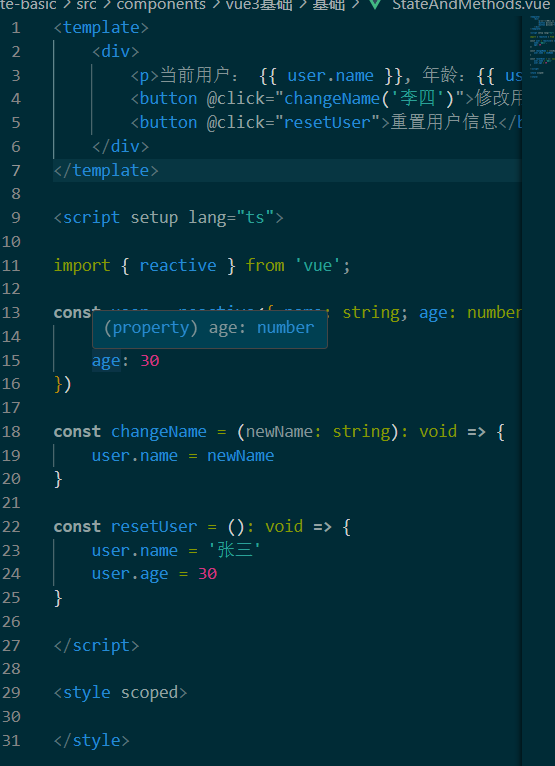 te-basic > src > components > vue3基础 > 基础 > StateAndMethods.vue
1 <template>
2 <div>
3 <p>当前用户： {{ user.name }}, 年龄：{{ us
4 <button @click="changeName('李四')">修改用
5 <button @click="resetUser">重置用户信息</b
6 </div>
7 </template>
8
9 <script setup lang="ts">
10
11 import { reactive } from 'vue';
12
13 const string; age: number
(property) age: number
14
15 age: 30
16 })
17
18 const changeName = (newName: string): void => {
19 user.name = newName
20 }
21
22 const resetUser = (): void => {
23 user.name = '张三'
24 user.age = 30
25 }
26
27 </script>
28
29 <style scoped>
30
31 </style>